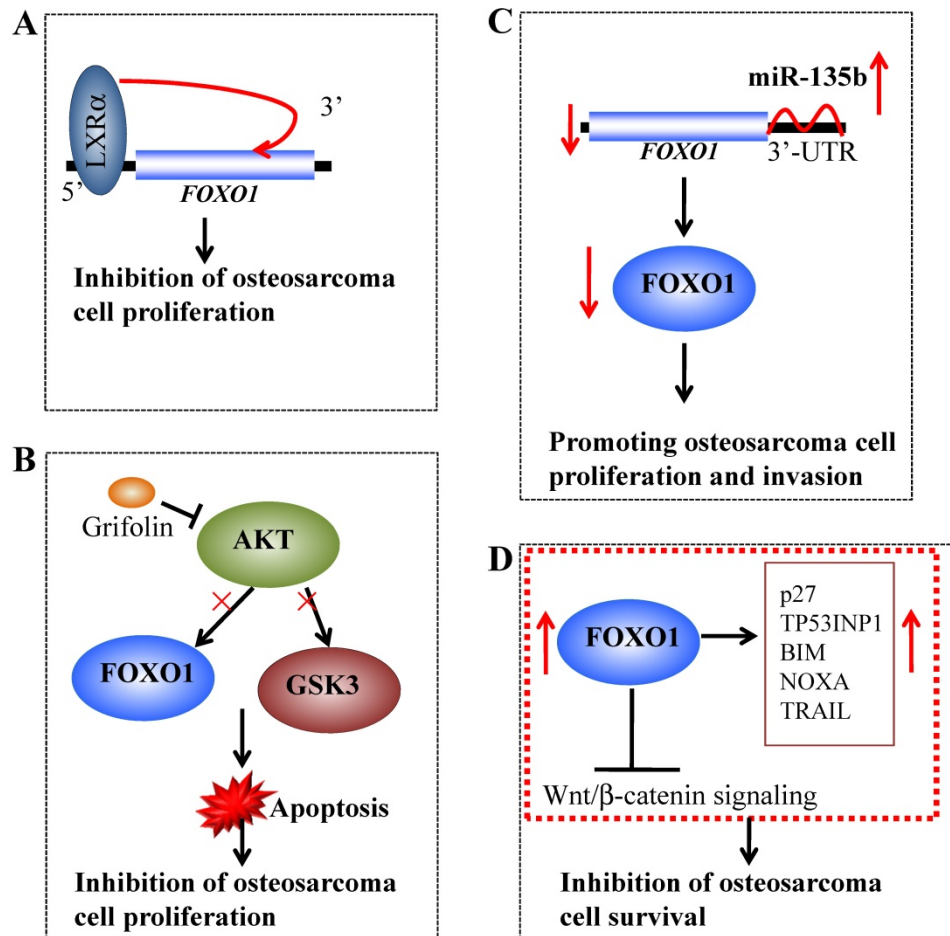 A
LXRα
3’
5’
FOXO1
Inhibition of osteosarcoma
cell proliferation
B
Grifolin
AKT
FOXO1
GSK3
Apoptosis
Inhibition of osteosarcoma
cell proliferation
C
miR-135b
FOXO1
3’-UTR
FOXO1
Promoting osteosarcoma cell
proliferation and invasion
D
FOXO1
p27
TP53INP1
BIM
NOXA
TRAIL
Wnt/β-catenin signaling
Inhibition of osteosarcoma
cell survival